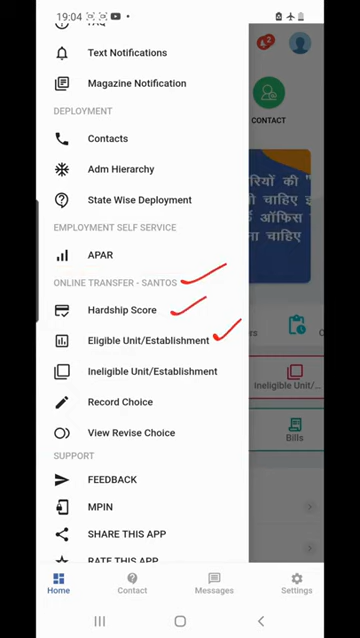 19:04
FAQ
Text Notifications
Magazine Notification
DEPLOYMENT
Contacts
Adm Hierarchy
State Wise Deployment
EMPLOYMENT SELF SERVICE
APAR
ONLINE TRANSFER - SANTOS
Hardship Score
Eligible Unit/Establishment
Ineligible Unit/Establishment
Record Choice
View Revise Choice
SUPPORT
FEEDBACK
MPIN
SHARE THIS APP
RATE THIS APP
CONTACT
रियों की "
चाहिए
ऑफिस
ना चाहिए
Ineligible Unit/...
Bills
Home
Contact
Messages
Settings